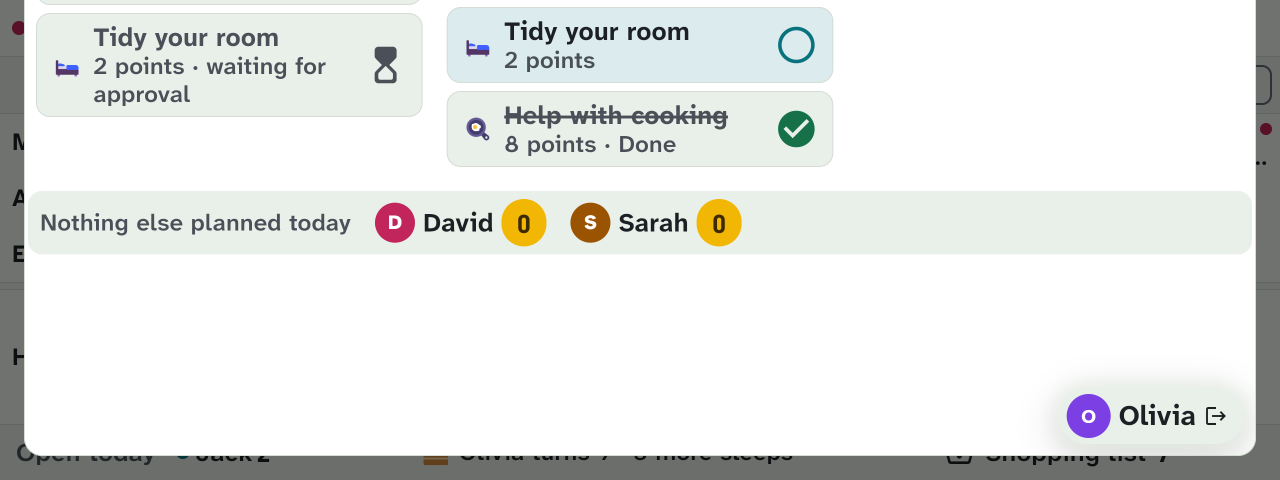 Tidy your room
2 points · waiting for
approval
Tidy your room
2 points
Help with cooking
8 points · Done
Nothing else planned today
D David 0
S Sarah 0
O Olivia